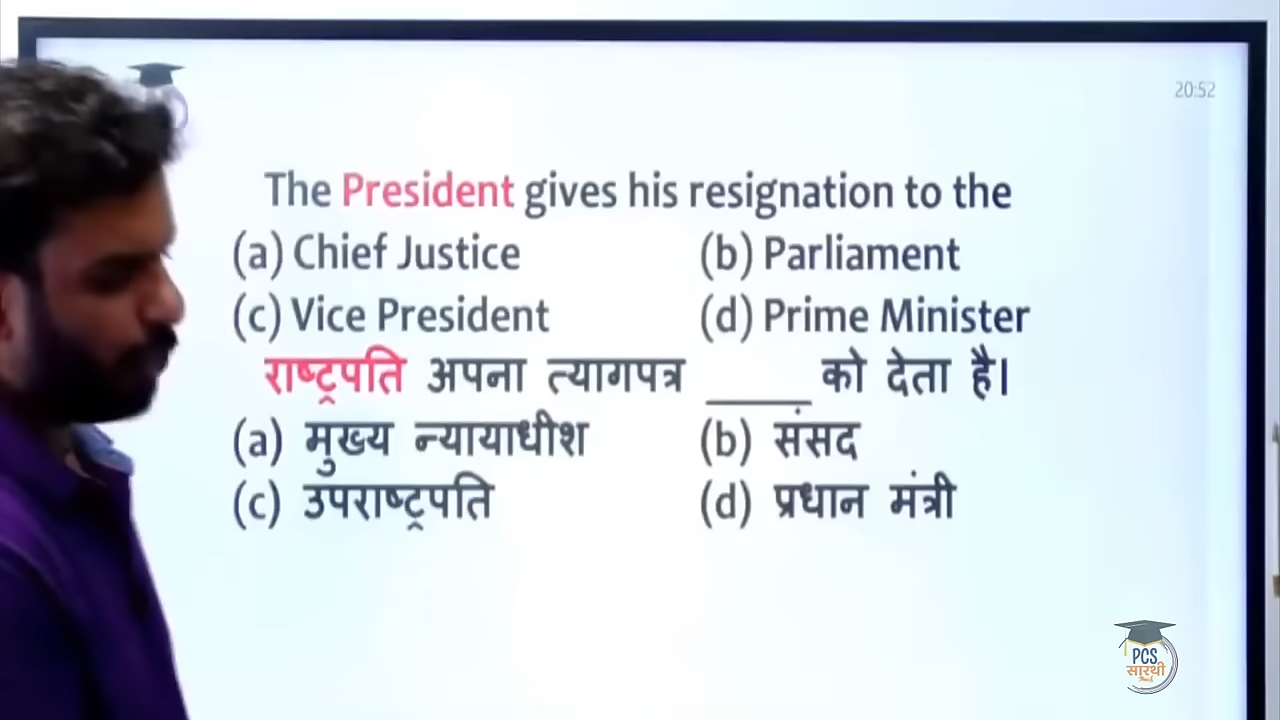 20:52
The President gives his resignation to the
(a) Chief Justice (b) Parliament
(c) Vice President (d) Prime Minister
राष्ट्रपति अपना त्यागपत्र _____ को देता है।
(a) मुख्य न्यायाधीश (b) संसद
(c) उपराष्ट्रपति (d) प्रधान मंत्री
PCS
सारथी